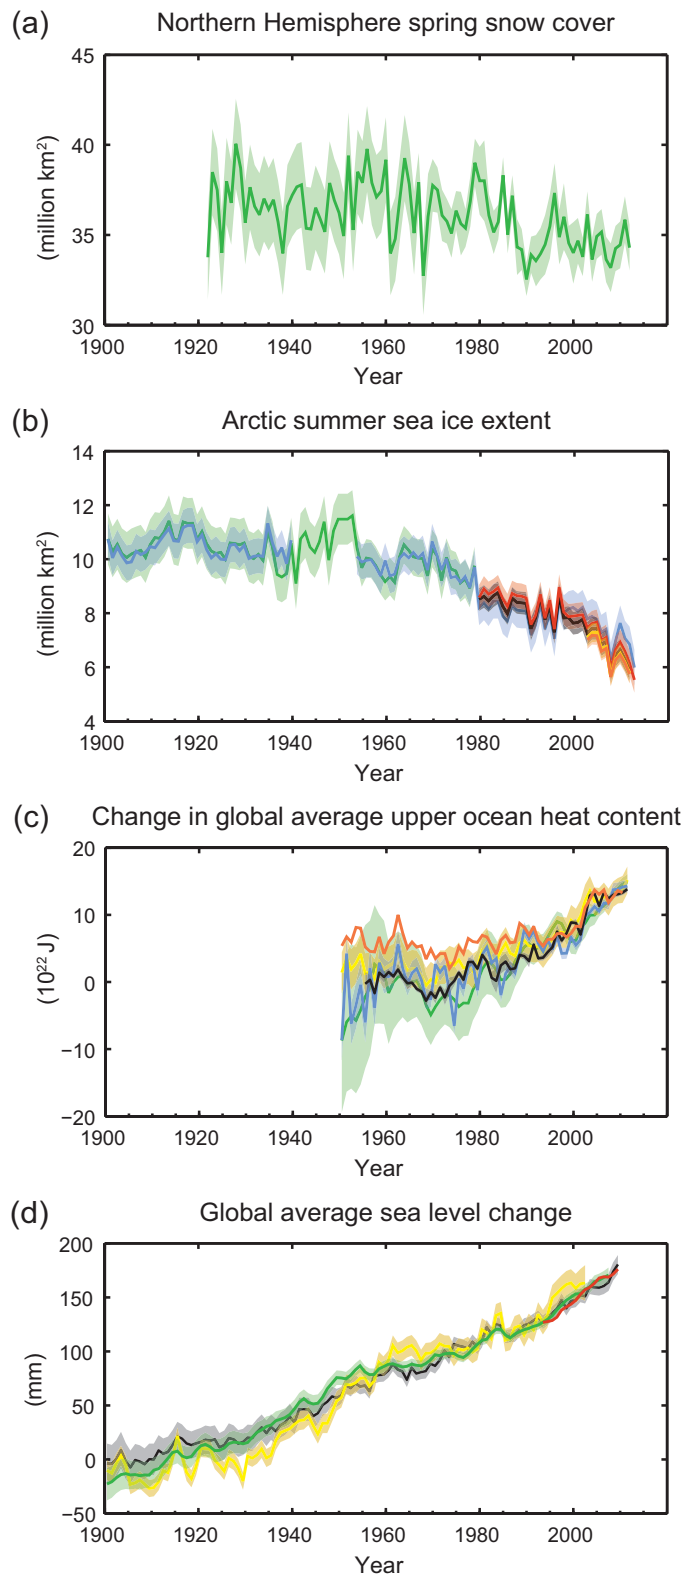 (a) Northern Hemisphere spring snow cover
45
40
35
30
(million km²)
1900 1920 1940 1960 1980 2000
Year
(b) Arctic summer sea ice extent
14
12
10
8
6
4
(million km²)
1900 1920 1940 1960 1980 2000
Year
(c) Change in global average upper ocean heat content
20
10
0
−10
−20
(10²² J)
1900 1920 1940 1960 1980 2000
Year
(d) Global average sea level change
200
150
100
50
0
−50
(mm)
1900 1920 1940 1960 1980 2000
Year